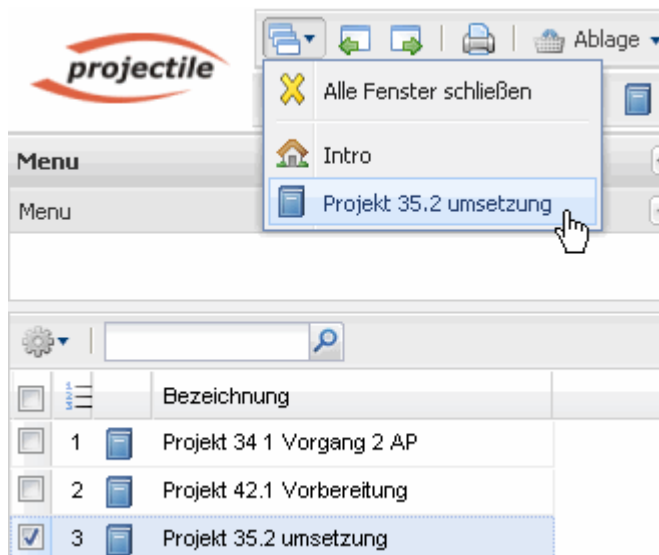 projectile
Ablage
Alle Fenster schließen
Intro
Projekt 35.2 umsetzung
Menu
Menu
Bezeichnung
1 Projekt 34 1 Vorgang 2 AP
2 Projekt 42.1 Vorbereitung
3 Projekt 35.2 umsetzung